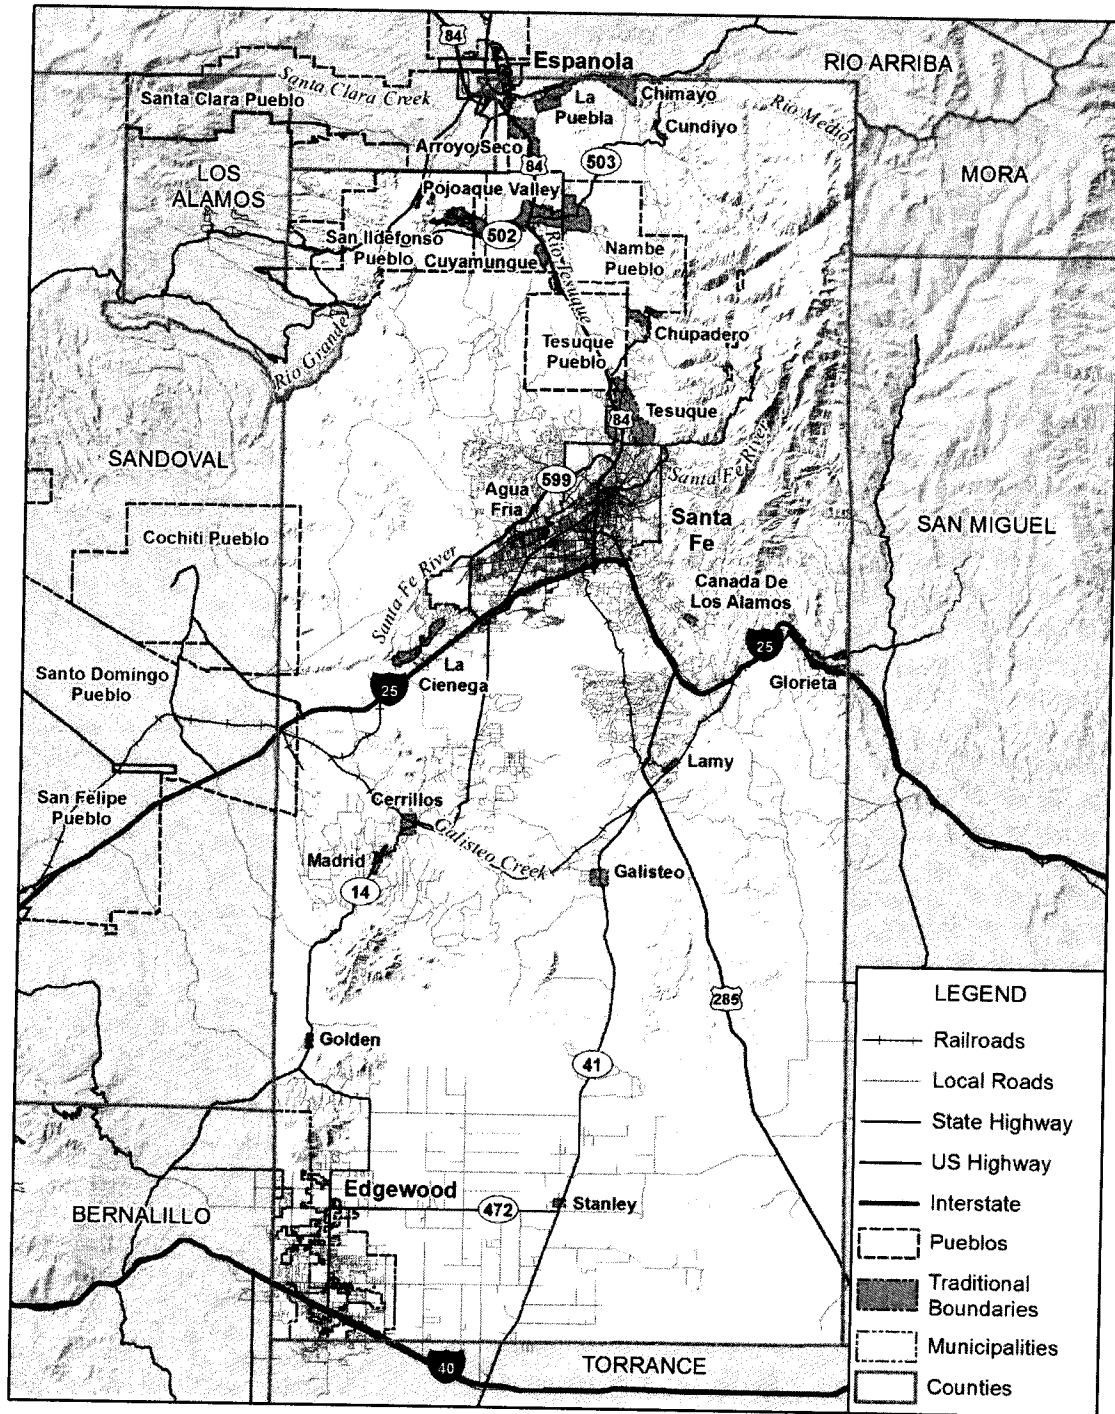 84
Espanola
RIO ARRIBA
Santa Clara Pueblo
Santa Clara Creek
La
Puebla
Chimayo
Rio Medio
Cundiyo
Arroyo Seco
84
503
LOS
ALAMOS
MORA
Pojoaque Valley
San Ildefonso
Pueblo
502
Cuyamungue
Rio Tesuque
Nambe
Pueblo
Rio Grande
Tesuque
Pueblo
Chupadero
Tesuque
84
SANDOVAL
Santa Fe River
599
Agua
Fria
Santa
Fe
SAN MIGUEL
Cochiti Pueblo
Santa Fe River
Canada De
Los Alamos
25
Santo Domingo
Pueblo
La
Cienega
25
Glorieta
Lamy
San Felipe
Pueblo
Cerrillos
Galisteo Creek
Madrid
14
Galisteo
285
Golden
41
Edgewood
472
Stanley
BERNALILLO
40
TORRANCE
LEGEND
Railroads
Local Roads
State Highway
US Highway
Interstate
Pueblos
Traditional
Boundaries
Municipalities
Counties